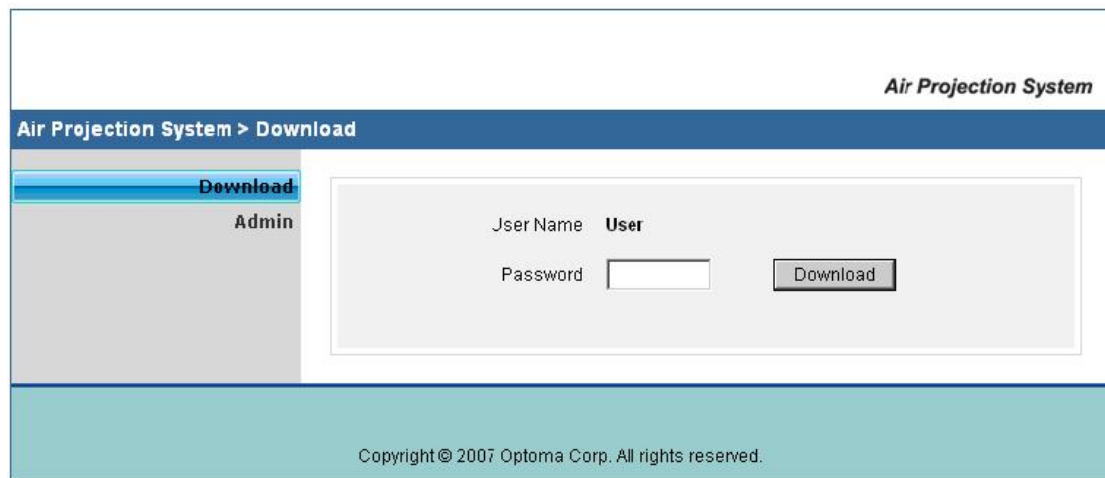 Air Projection System
Air Projection System > Download
Download
Admin
User Name User
Password
Download
Copyright © 2007 Optoma Corp. All rights reserved.